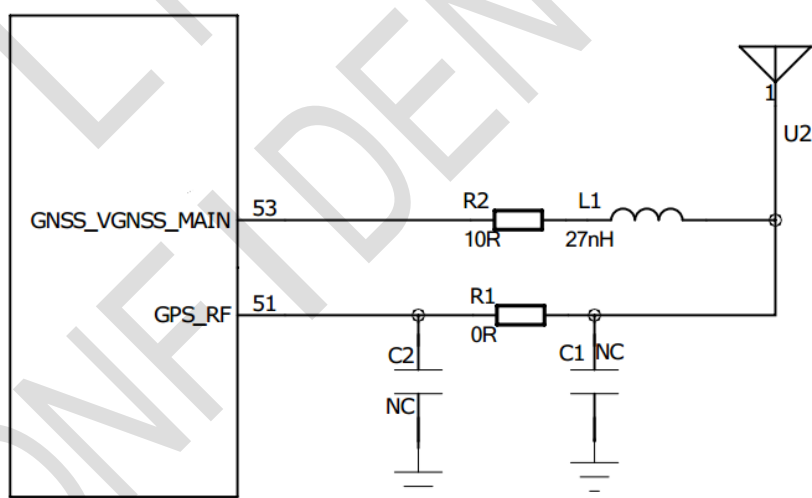 1
U2
R2
L1
53
GNSS_VGNSS_MAIN
10R
27nH
R1
51
GPS_RF
0R
C2
C1
NC
NC